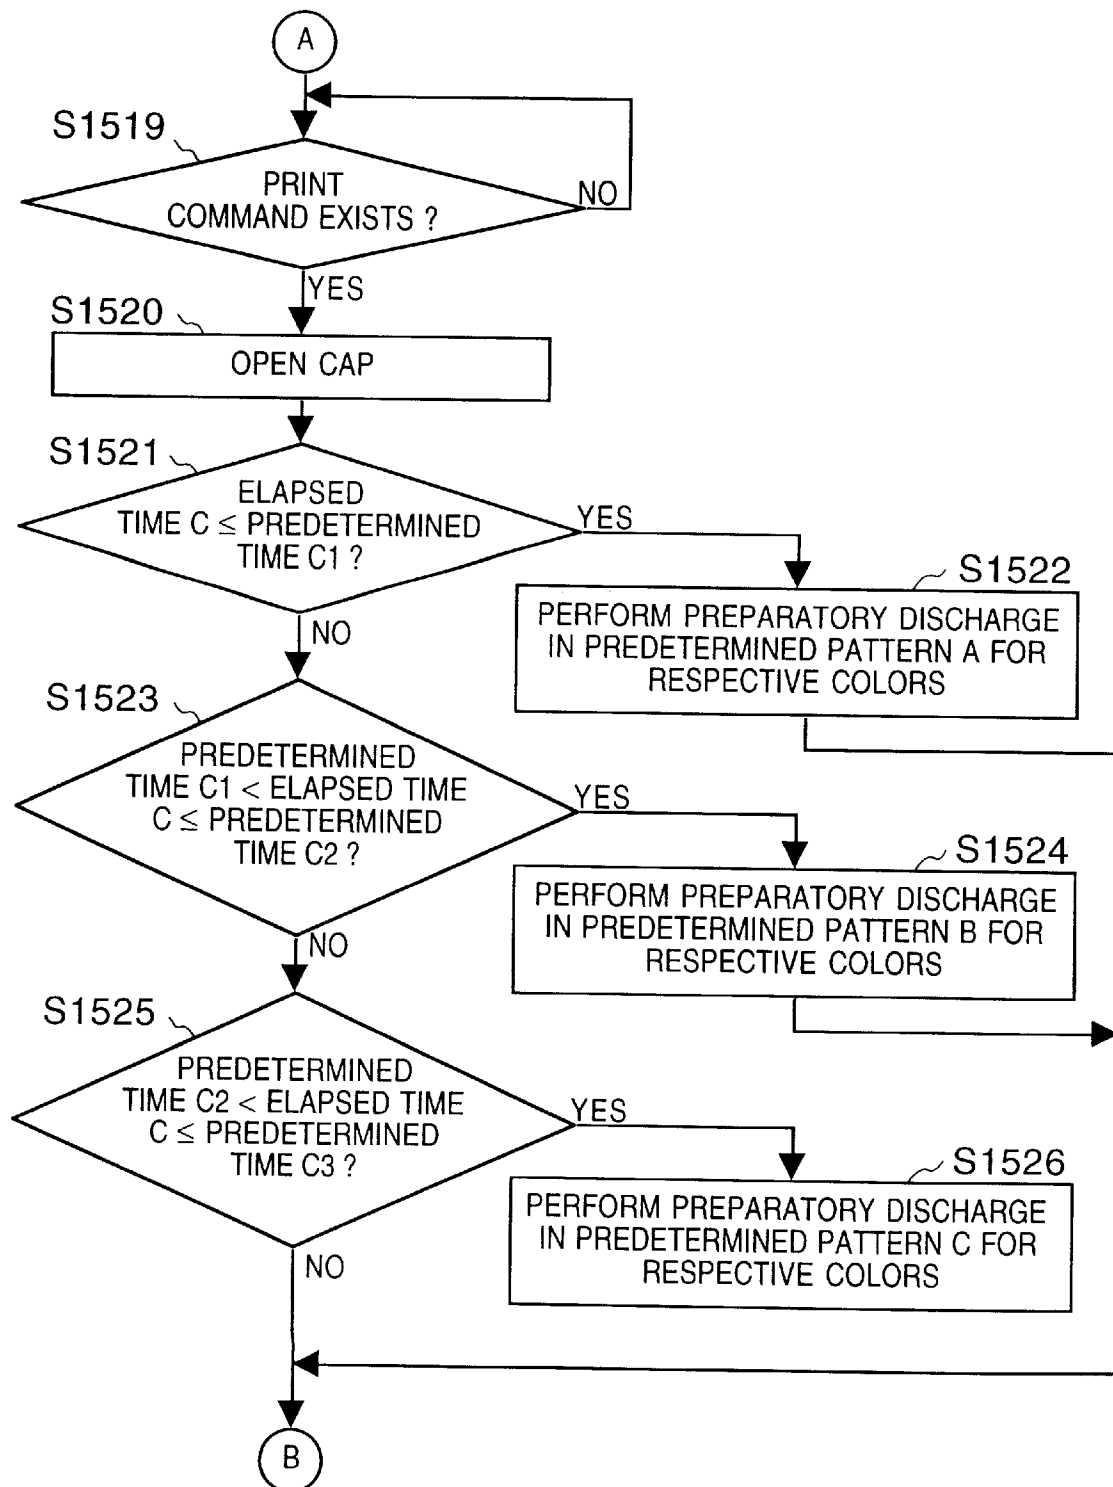 A
S1519
PRINT
COMMAND EXISTS ?
NO
YES
S1520
OPEN CAP
S1521
ELAPSED
TIME C ≤ PREDETERMINED
TIME C1 ?
YES
NO
S1522
PERFORM PREPARATORY DISCHARGE
IN PREDETERMINED PATTERN A FOR
RESPECTIVE COLORS
S1523
PREDETERMINED
TIME C1 < ELAPSED TIME
C ≤ PREDETERMINED
TIME C2 ?
YES
NO
S1524
PERFORM PREPARATORY DISCHARGE
IN PREDETERMINED PATTERN B FOR
RESPECTIVE COLORS
S1525
PREDETERMINED
TIME C2 < ELAPSED TIME
C ≤ PREDETERMINED
TIME C3 ?
YES
NO
S1526
PERFORM PREPARATORY DISCHARGE
IN PREDETERMINED PATTERN C FOR
RESPECTIVE COLORS
B